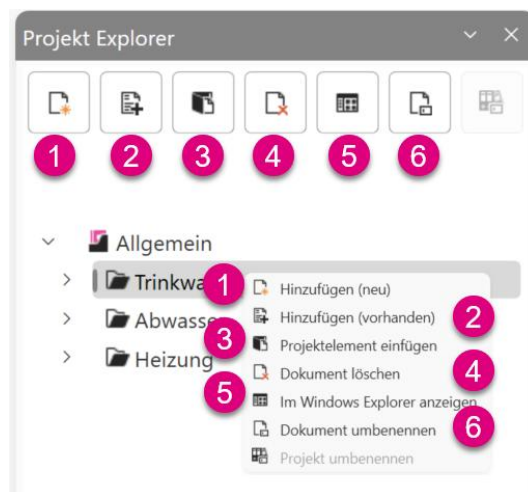 Projekt Explorer
1 2 3 4 5 6
Allgemein
Trinkwa 1 Hinzufügen (neu)
Hinzufügen (vorhanden) 2
Abwasse 3 Projektelement einfügen
Dokument löschen 4
Heizung 5 Im Windows Explorer anzeigen
Dokument umbenennen 6
Projekt umbenennen